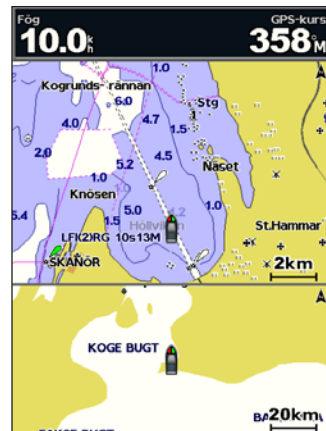 Fög
10.0 k h
GPS-kurs
358° M
1.0
Kogrunds-rännan
6.0
Stg
4.0
4.7
1.5
2.0
5.2
4.5
Näset
1.0
Knösen
5.0
4.2
1.0
5.4
1.5
Höllviken
St.Hammar
LFl(2)RG 10s13M
SKANÖR
2km
KOGE BUGT
20km